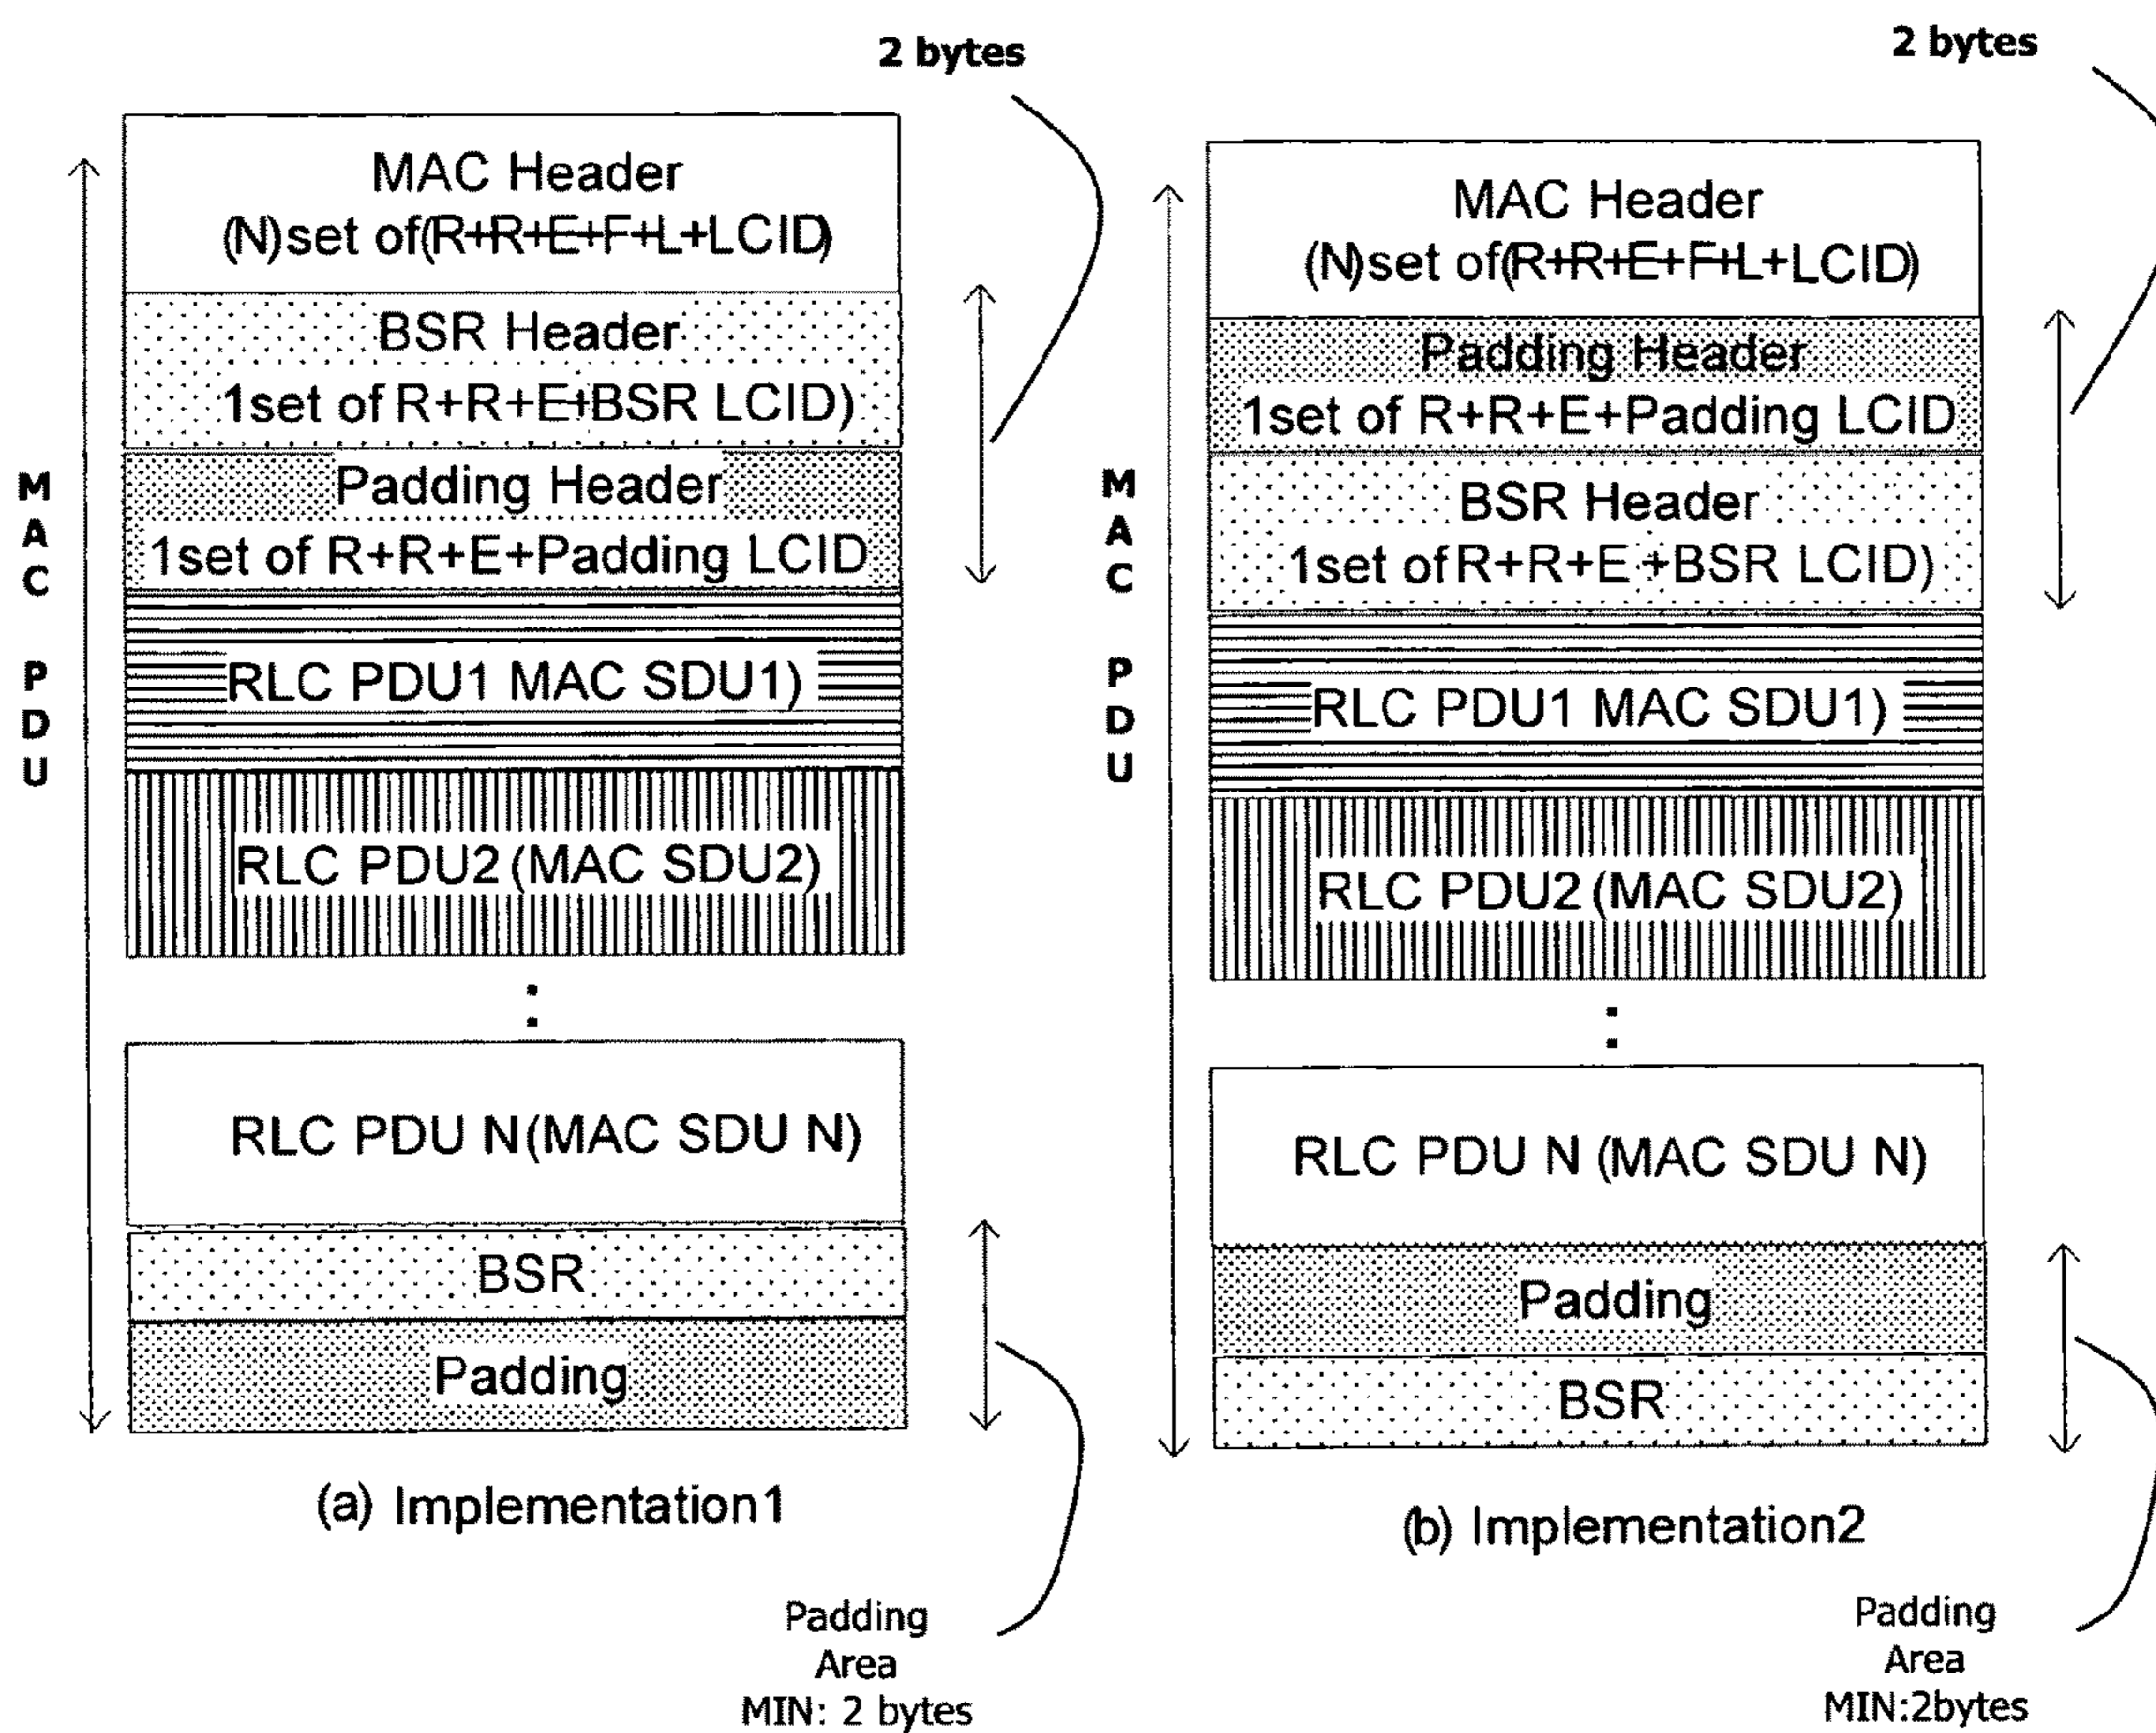 2 bytes
MAC Header
(N)set of(R+R+E+F+L+LCID)
BSR Header
1set of R+R+E+BSR LCID)
Padding Header
1set of R+R+E+Padding LCID
RLC PDU1 MAC SDU1)
RLC PDU2 (MAC SDU2)
:
RLC PDU N(MAC SDU N)
BSR
Padding
MAC PDU
(a) Implementation1
Padding
Area
MIN: 2 bytes
2 bytes
MAC Header
(N)set of(R+R+E+F+L+LCID)
Padding Header
1set of R+R+E+Padding LCID
BSR Header
1set of R+R+E +BSR LCID)
RLC PDU1 MAC SDU1)
RLC PDU2 (MAC SDU2)
:
RLC PDU N (MAC SDU N)
Padding
BSR
MAC PDU
(b) Implementation2
Padding
Area
MIN:2bytes